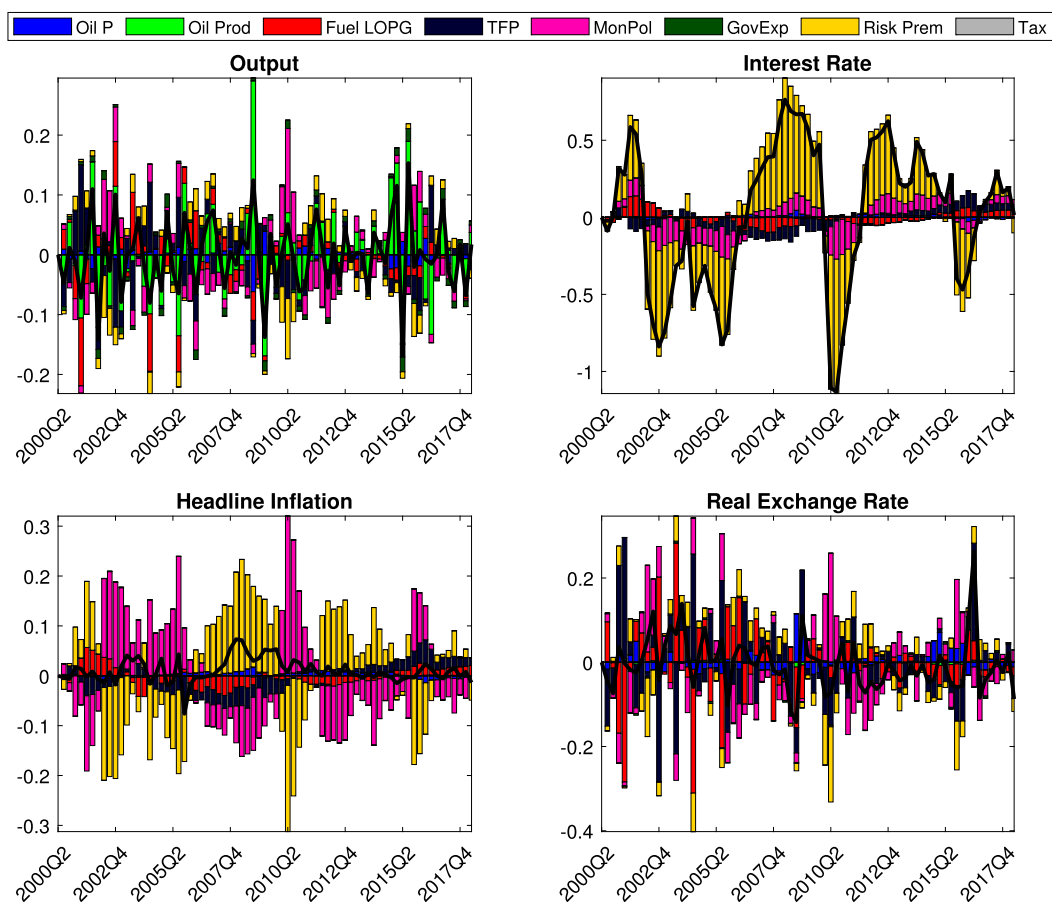 Oil P Oil Prod Fuel LOPG TFP MonPol GovExp Risk Prem Tax
Output
0.2
0.1
0
-0.1
-0.2
2000Q2 2002Q4 2005Q2 2007Q4 2010Q2 2012Q4 2015Q2 2017Q4
Interest Rate
0.5
0
-0.5
-1
2000Q2 2002Q4 2005Q2 2007Q4 2010Q2 2012Q4 2015Q2 2017Q4
Headline Inflation
0.3
0.2
0.1
0
-0.1
-0.2
-0.3
2000Q2 2002Q4 2005Q2 2007Q4 2010Q2 2012Q4 2015Q2 2017Q4
Real Exchange Rate
0.2
0
-0.2
-0.4
2000Q2 2002Q4 2005Q2 2007Q4 2010Q2 2012Q4 2015Q2 2017Q4